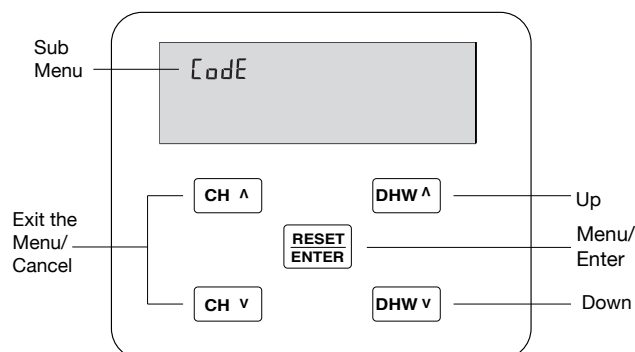 Sub
Menu
CodE
CH ∧
DHW ∧
Up
Exit the
Menu/
Cancel
RESET
ENTER
Menu/
Enter
CH ∨
DHW ∨
Down